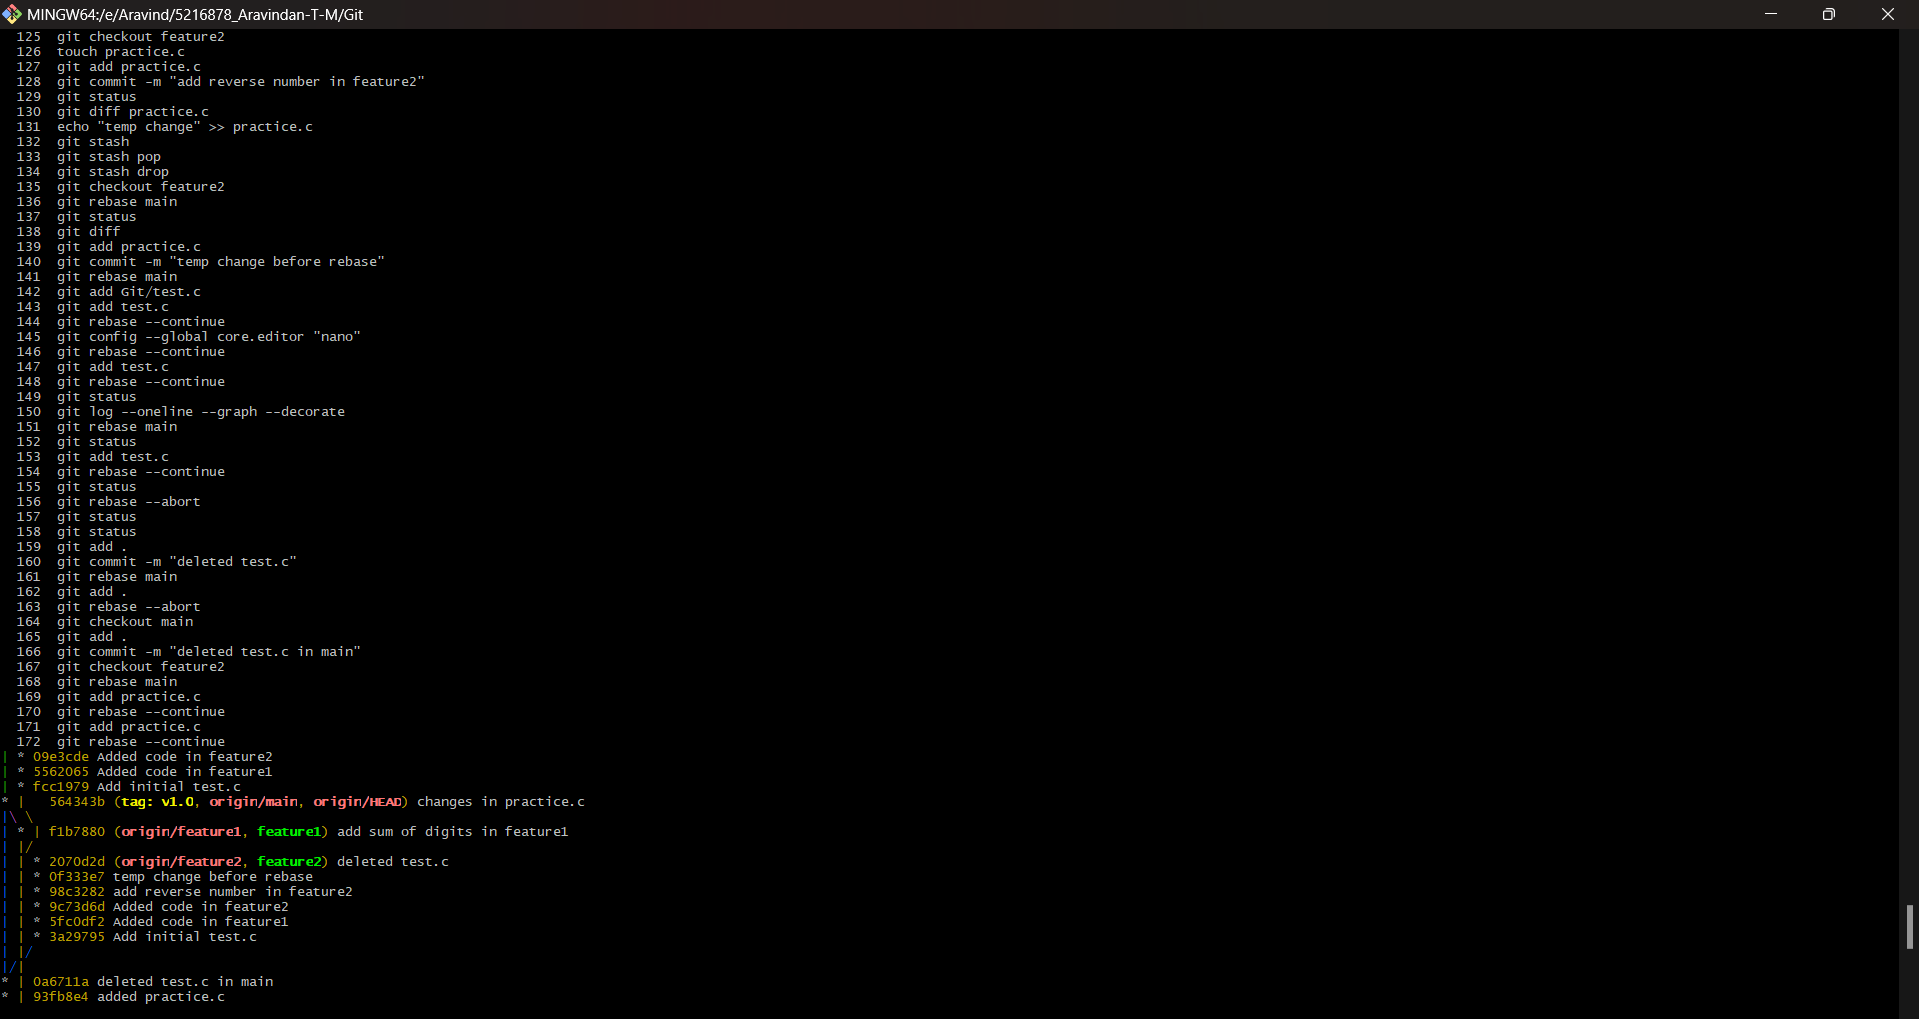 MINGW64:/e/Aravind/5216878_Aravindan-T-M/Git
125 git checkout feature2
126 touch practice.c
127 git add practice.c
128 git commit -m "add reverse number in feature2"
129 git status
130 git diff practice.c
131 echo "temp change" >> practice.c
132 git stash
133 git stash pop
134 git stash drop
135 git checkout feature2
136 git rebase main
137 git status
138 git diff
139 git add practice.c
140 git commit -m "temp change before rebase"
141 git rebase main
142 git add Git/test.c
143 git add test.c
144 git rebase --continue
145 git config --global core.editor "nano"
146 git rebase --continue
147 git add test.c
148 git rebase --continue
149 git status
150 git log --oneline --graph --decorate
151 git rebase main
152 git status
153 git add test.c
154 git rebase --continue
155 git status
156 git rebase --abort
157 git status
158 git status
159 git add .
160 git commit -m "deleted test.c"
161 git rebase main
162 git add .
163 git rebase --abort
164 git checkout main
165 git add .
166 git commit -m "deleted test.c in main"
167 git checkout feature2
168 git rebase main
169 git add practice.c
170 git rebase --continue
171 git add practice.c
172 git rebase --continue
| * 09e3cde Added code in feature2
| * 5562065 Added code in feature1
| * fcc1979 Add initial test.c
* |   564343b (tag: v1.0, origin/main, origin/HEAD) changes in practice.c
|\ \
| * | f1b7880 (origin/feature1, feature1) add sum of digits in feature1
| |/
| | * 2070d2d (origin/feature2, feature2) deleted test.c
| | * 0f333e7 temp change before rebase
| | * 98c3282 add reverse number in feature2
| | * 9c73d6d Added code in feature2
| | * 5fc0df2 Added code in feature1
| | * 3a29795 Add initial test.c
| |/
|/|
* | 0a6711a deleted test.c in main
* | 93fb8e4 added practice.c